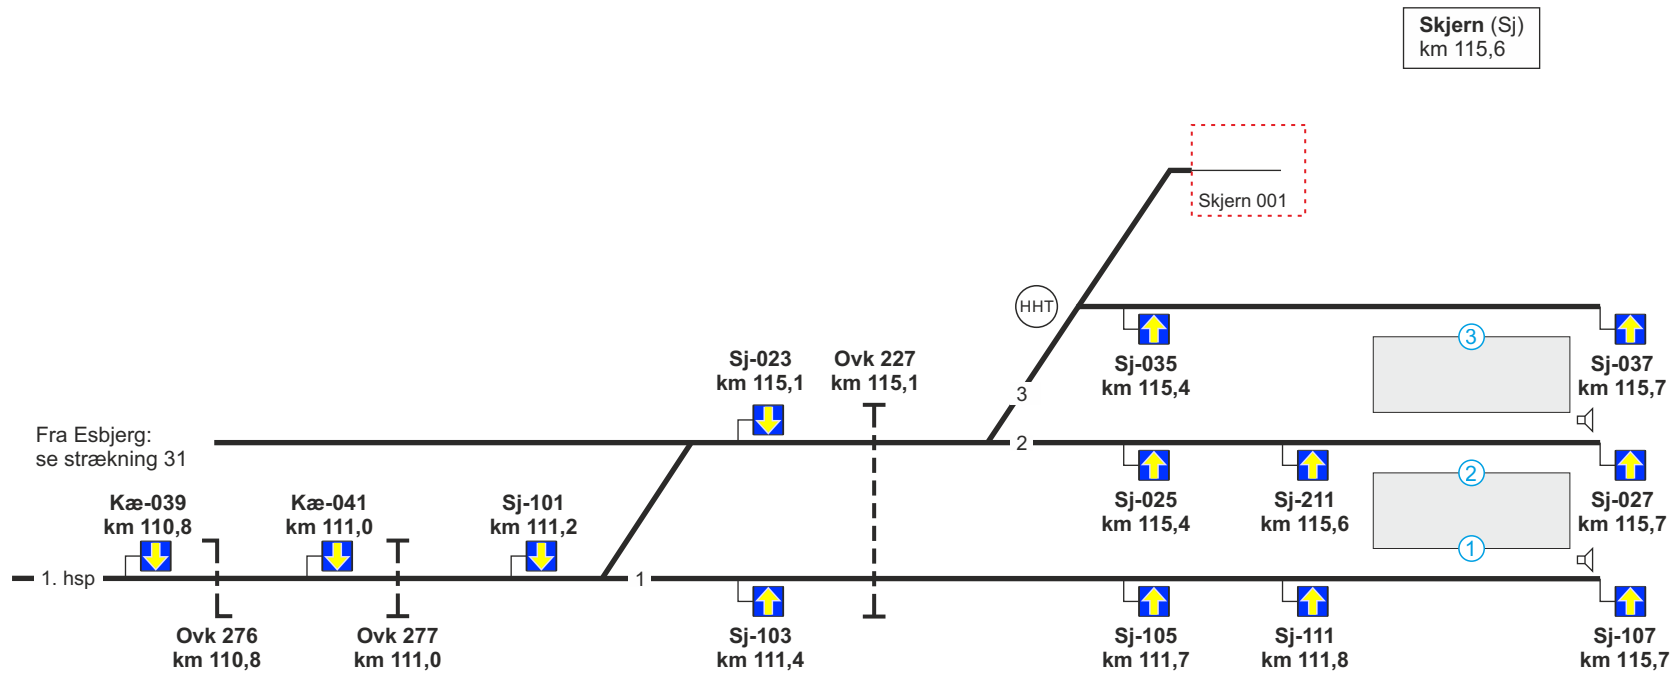 Skjern (Sj)
km 115,6
Skjern 001
HHT
3
Sj-023
km 115,1
Ovk 227
km 115,1
Sj-035
km 115,4
Sj-037
km 115,7
3
Fra Esbjerg:
se strækning 31
2
2
Kæ-039
km 110,8
Kæ-041
km 111,0
Sj-101
km 111,2
Sj-025
km 115,4
Sj-211
km 115,6
Sj-027
km 115,7
1
1. hsp
1
Ovk 276
km 110,8
Ovk 277
km 111,0
Sj-103
km 111,4
Sj-105
km 111,7
Sj-111
km 111,8
Sj-107
km 115,7